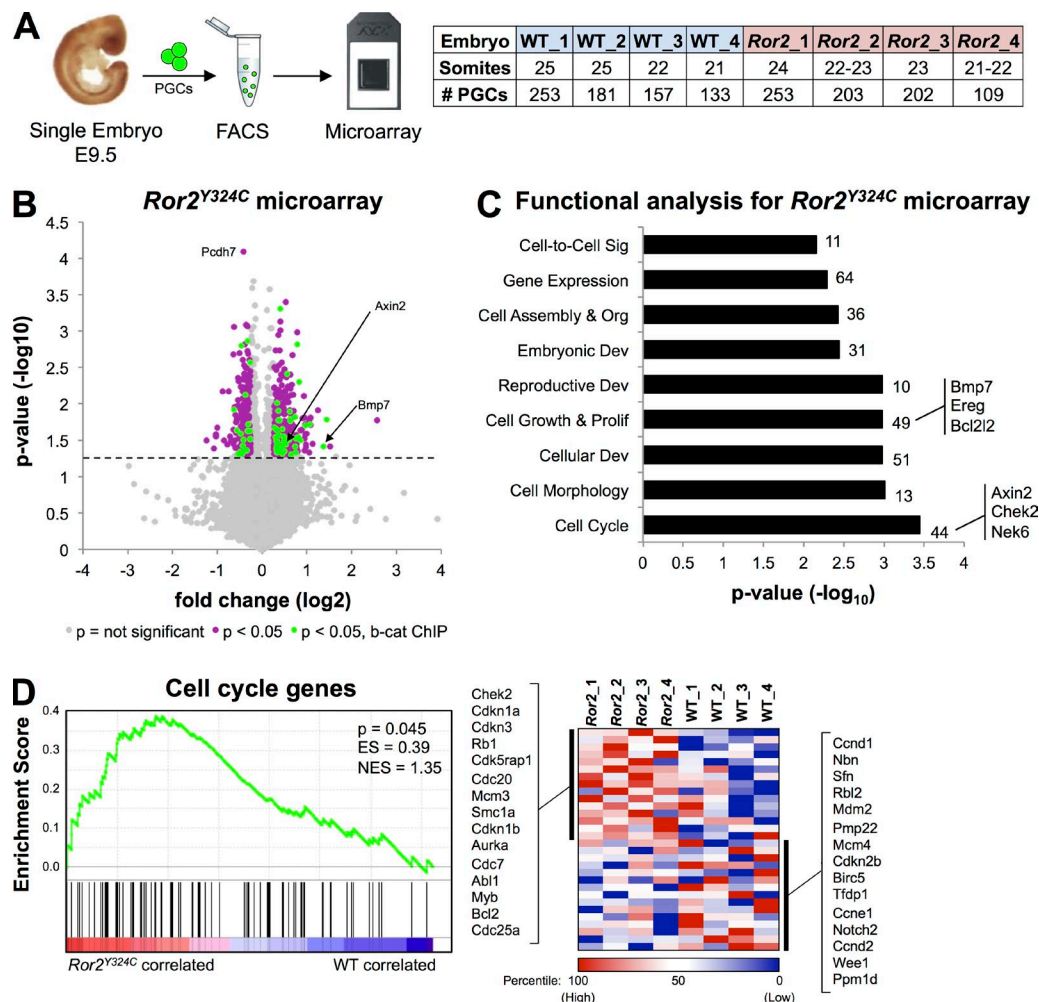 A
PGCs
Single Embryo
E9.5
FACS
Microarray
Embryo WT_1 WT_2 WT_3 WT_4 Ror2_1 Ror2_2 Ror2_3 Ror2_4
Somites 25 25 22 21 24 22-23 23 21-22
# PGCs 253 181 157 133 253 203 202 109
B
Ror2Y324C microarray
4.5
4
3.5
3
2.5
2
1.5
1
0.5
0
p-value (-log10)
Pcdh7
Axin2
Bmp7
-4 -3 -2 -1 0 1 2 3 4
fold change (log2)
p = not significant p < 0.05 p < 0.05, b-cat ChIP
C Functional analysis for Ror2Y324C microarray
Cell-to-Cell Sig 11
Gene Expression 64
Cell Assembly & Org 36
Embryonic Dev 31
Reproductive Dev 10
Cell Growth & Prolif 49
Cellular Dev 51
Cell Morphology 13
Cell Cycle 44
Bmp7
Ereg
Bcl2l2
Axin2
Chek2
Nek6
0 0.5 1 1.5 2 2.5 3 3.5 4
p-value (-log10)
D
Cell cycle genes
0.4
0.3
0.2
0.1
0.0
Enrichment Score
p = 0.045
ES = 0.39
NES = 1.35
Ror2Y324C correlated WT correlated
Chek2
Cdkn1a
Cdkn3
Rb1
Cdk5rap1
Cdc20
Mcm3
Smc1a
Cdkn1b
Aurka
Cdc7
Abl1
Myb
Bcl2
Cdc25a
Ror2_1 Ror2_2 Ror2_3 Ror2_4 WT_1 WT_2 WT_3 WT_4
Ccnd1
Nbn
Sfn
Rbl2
Mdm2
Pmp22
Mcm4
Cdkn2b
Birc5
Tfdp1
Ccne1
Notch2
Ccnd2
Wee1
Ppm1d
Percentile: 100 50 0
(High) (Low)